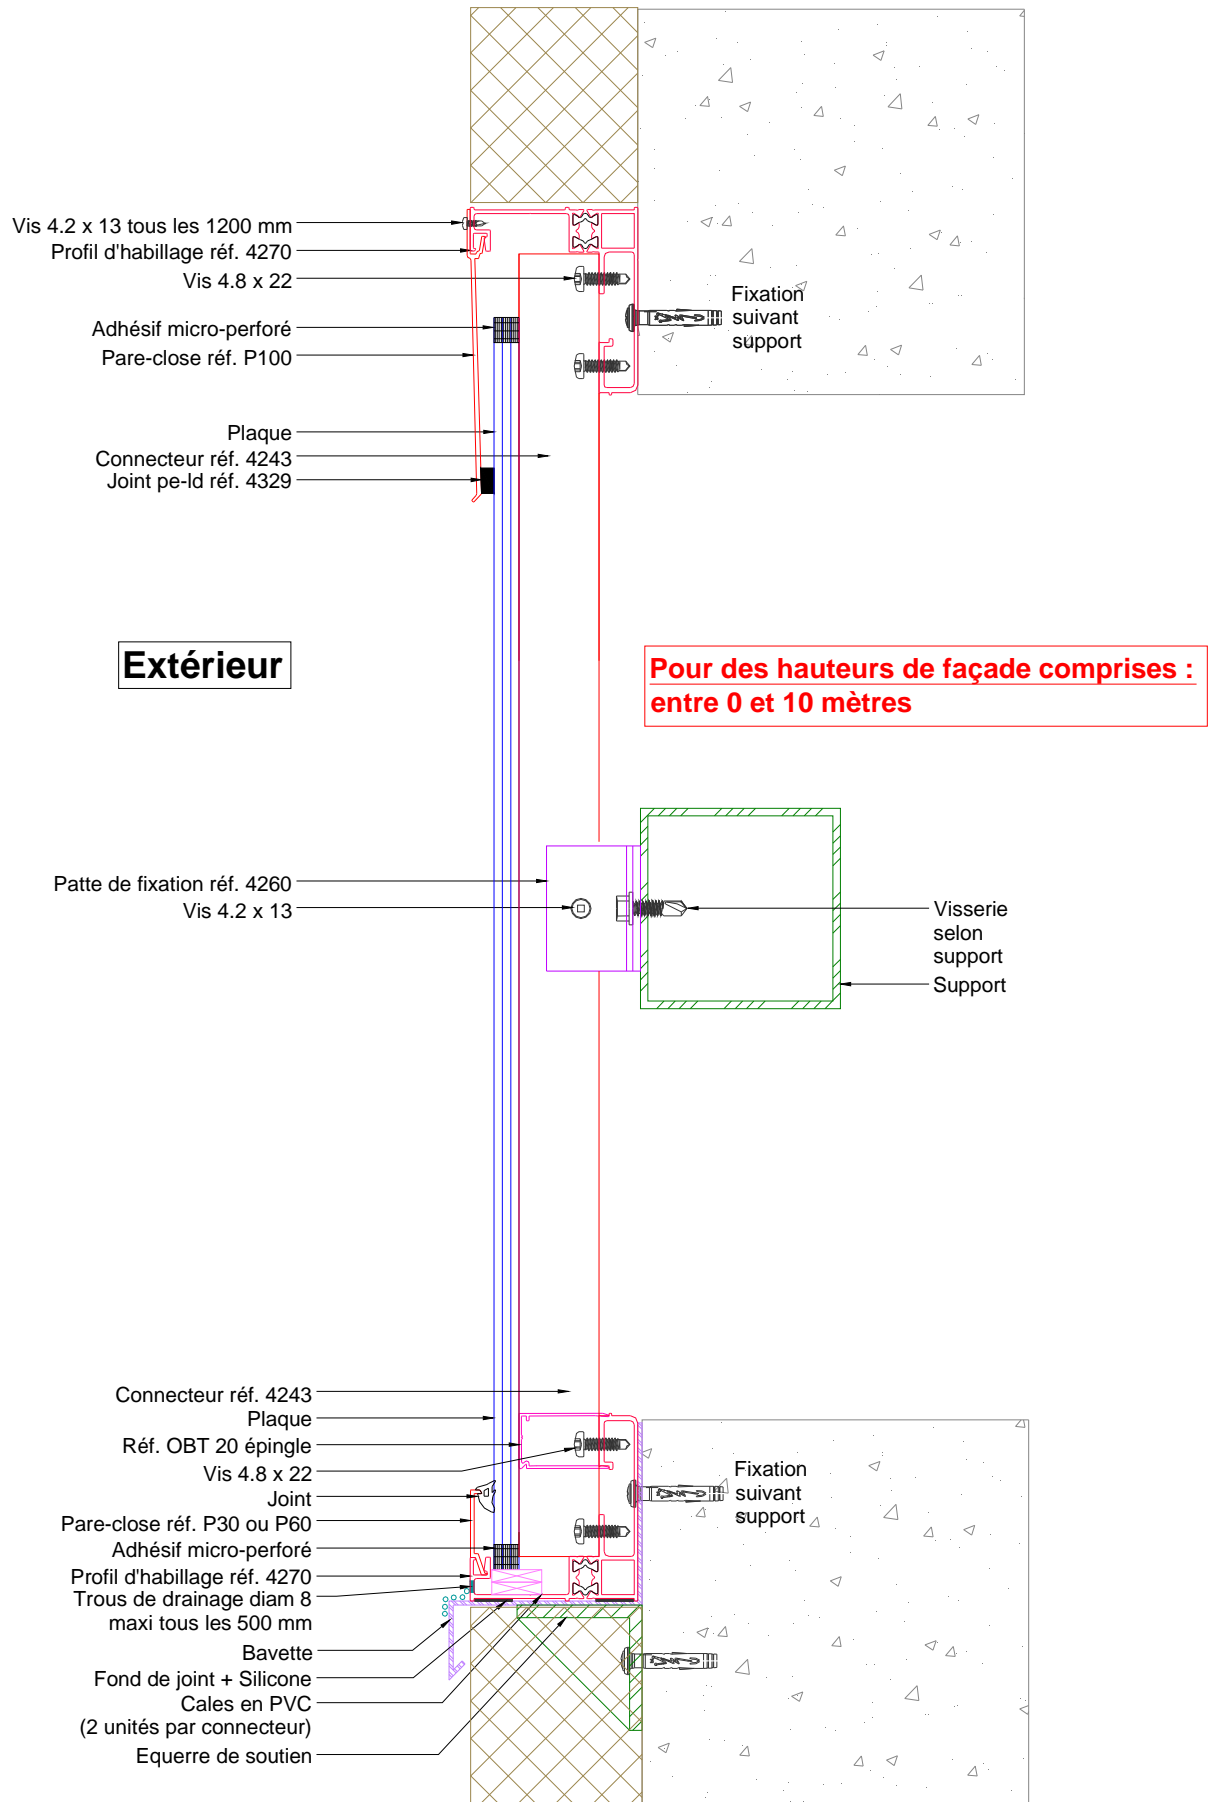 Vis 4.2 x 13 tous les 1200 mm
Profil d'habillage réf. 4270
Vis 4.8 x 22
Fixation
suivant
support
Adhésif micro-perforé
Pare-close réf. P100
Plaque
Connecteur réf. 4243
Joint pe-ld réf. 4329
Extérieur
Pour des hauteurs de façade comprises :
entre 0 et 10 mètres
Patte de fixation réf. 4260
Vis 4.2 x 13
Visserie
selon
support
Support
Connecteur réf. 4243
Plaque
Réf. OBT 20 épingle
Vis 4.8 x 22
Fixation
suivant
support
Joint
Pare-close réf. P30 ou P60
Adhésif micro-perforé
Profil d'habillage réf. 4270
Trous de drainage diam 8
maxi tous les 500 mm
Bavette
Fond de joint + Silicone
Cales en PVC
(2 unités par connecteur)
Equerre de soutien